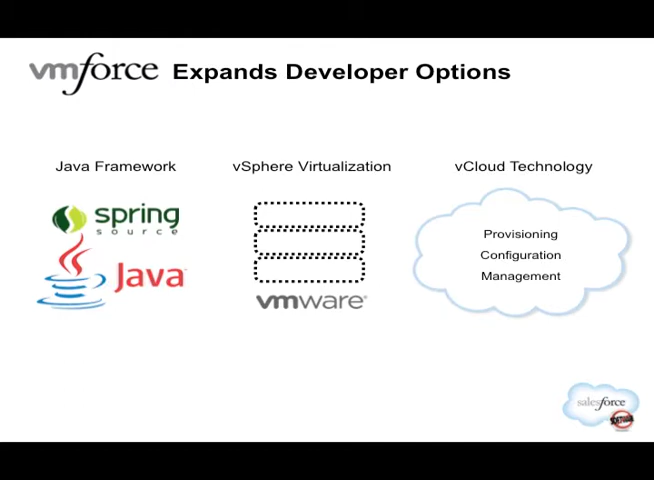 vmforce Expands Developer Options
Java Framework
vSphere Virtualization
vCloud Technology
spring
source
Java
vmware®
Provisioning
Configuration
Management
salesforce